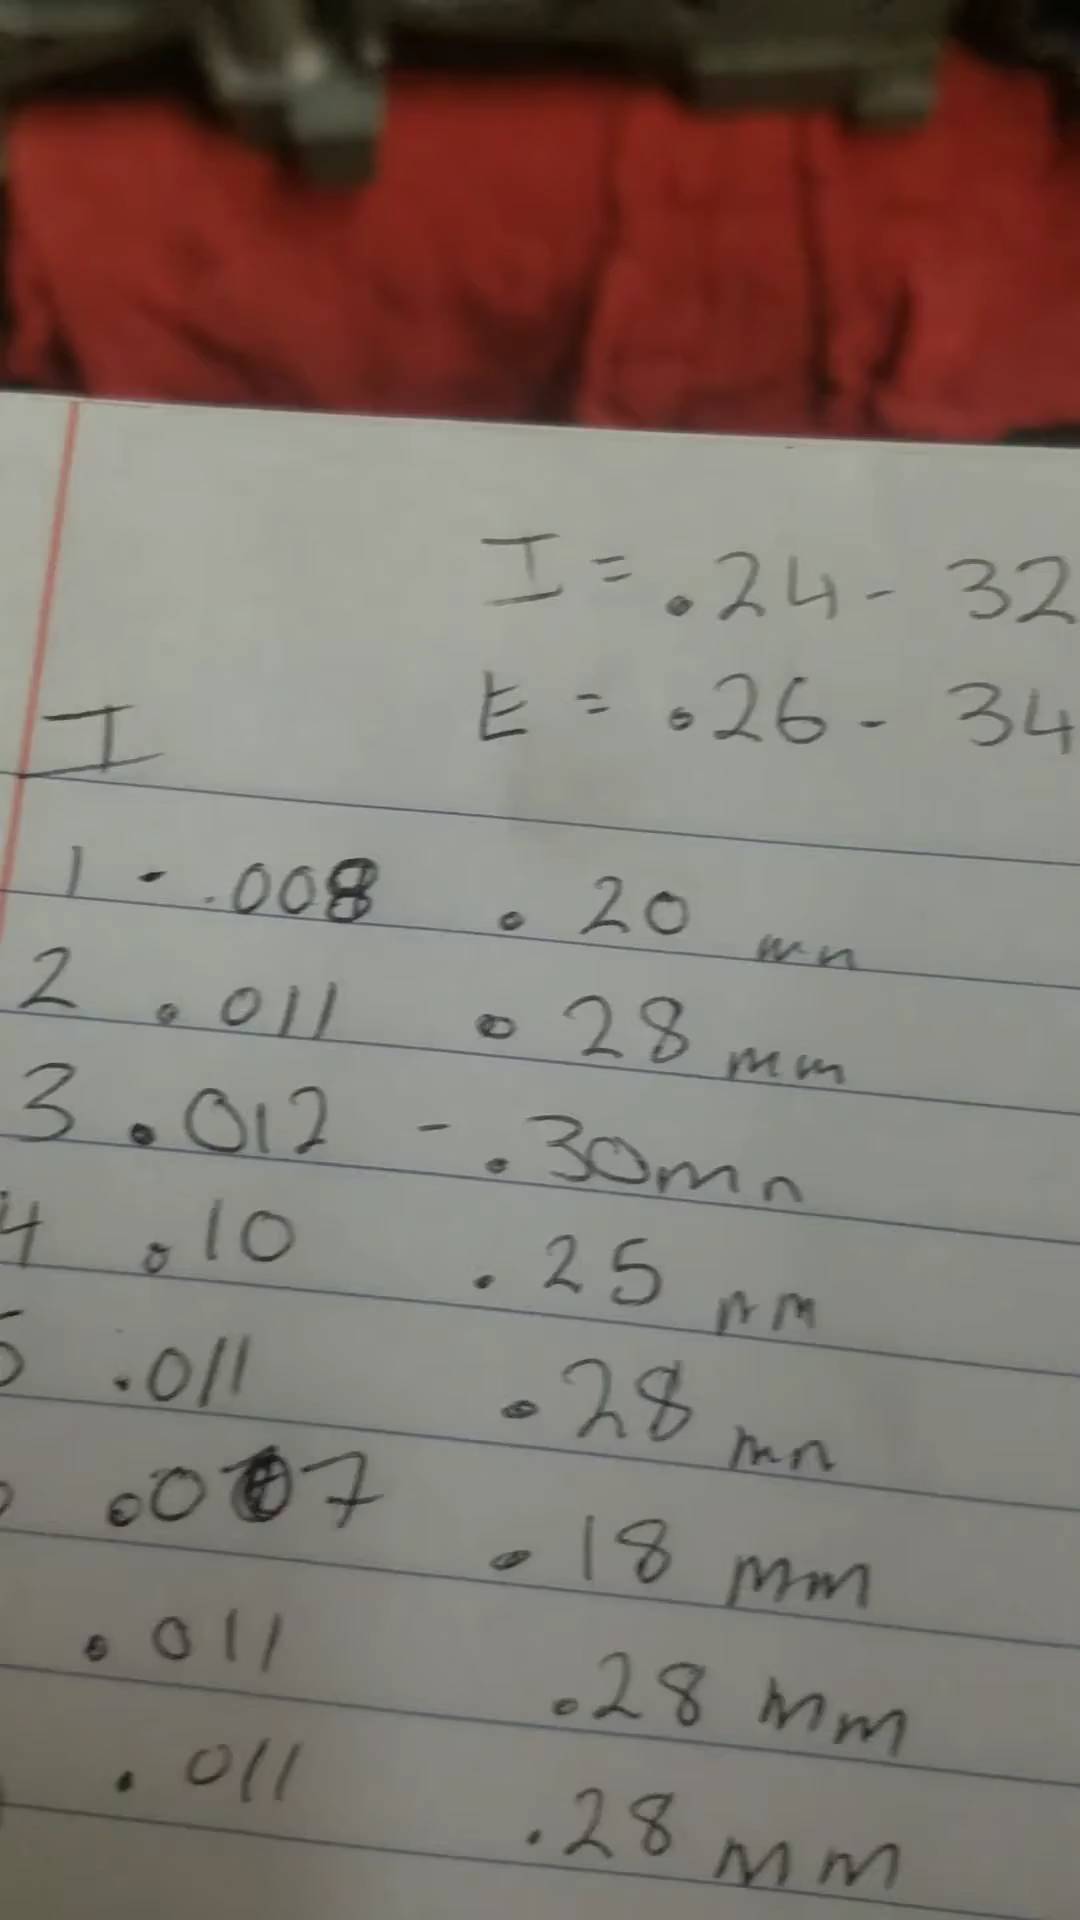 I = .24 - 32
E = .26 - 34
I
1 - .008 .20 mm
2 .011 .28 mm
3 .012 - .30mm
4 .10 .25 mm
5 .011 .28 mm
.007 .18 mm
.011 .28 mm
.011 .28 mm